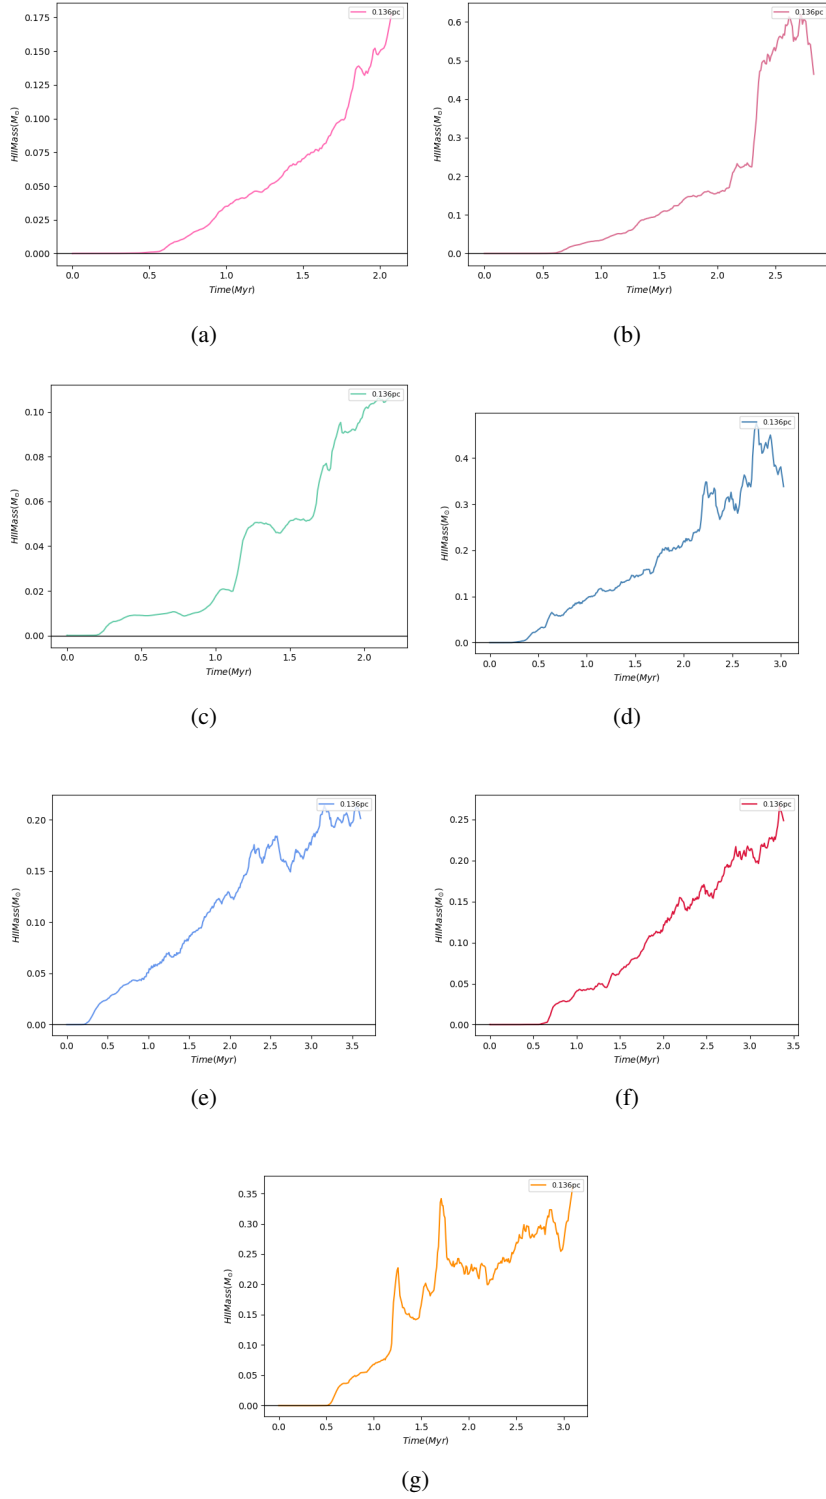 0.136pc
0.175
0.150
0.125
0.100
0.075
0.050
0.025
0.000
HIIMass(M⊙)
0.0 0.5 1.0 1.5 2.0
Time(Myr)
(a)
0.136pc
0.6
0.5
0.4
0.3
0.2
0.1
0.0
HIIMass(M⊙)
0.0 0.5 1.0 1.5 2.0 2.5
Time(Myr)
(b)
0.136pc
0.10
0.08
0.06
0.04
0.02
0.00
HIIMass(M⊙)
0.0 0.5 1.0 1.5 2.0
Time(Myr)
(c)
0.136pc
0.4
0.3
0.2
0.1
0.0
HIIMass(M⊙)
0.0 0.5 1.0 1.5 2.0 2.5 3.0
Time(Myr)
(d)
0.136pc
0.20
0.15
0.10
0.05
0.00
HIIMass(M⊙)
0.0 0.5 1.0 1.5 2.0 2.5 3.0 3.5
Time(Myr)
(e)
0.136pc
0.25
0.20
0.15
0.10
0.05
0.00
HIIMass(M⊙)
0.0 0.5 1.0 1.5 2.0 2.5 3.0 3.5
Time(Myr)
(f)
0.136pc
0.35
0.30
0.25
0.20
0.15
0.10
0.05
0.00
HIIMass(M⊙)
0.0 0.5 1.0 1.5 2.0 2.5 3.0
Time(Myr)
(g)